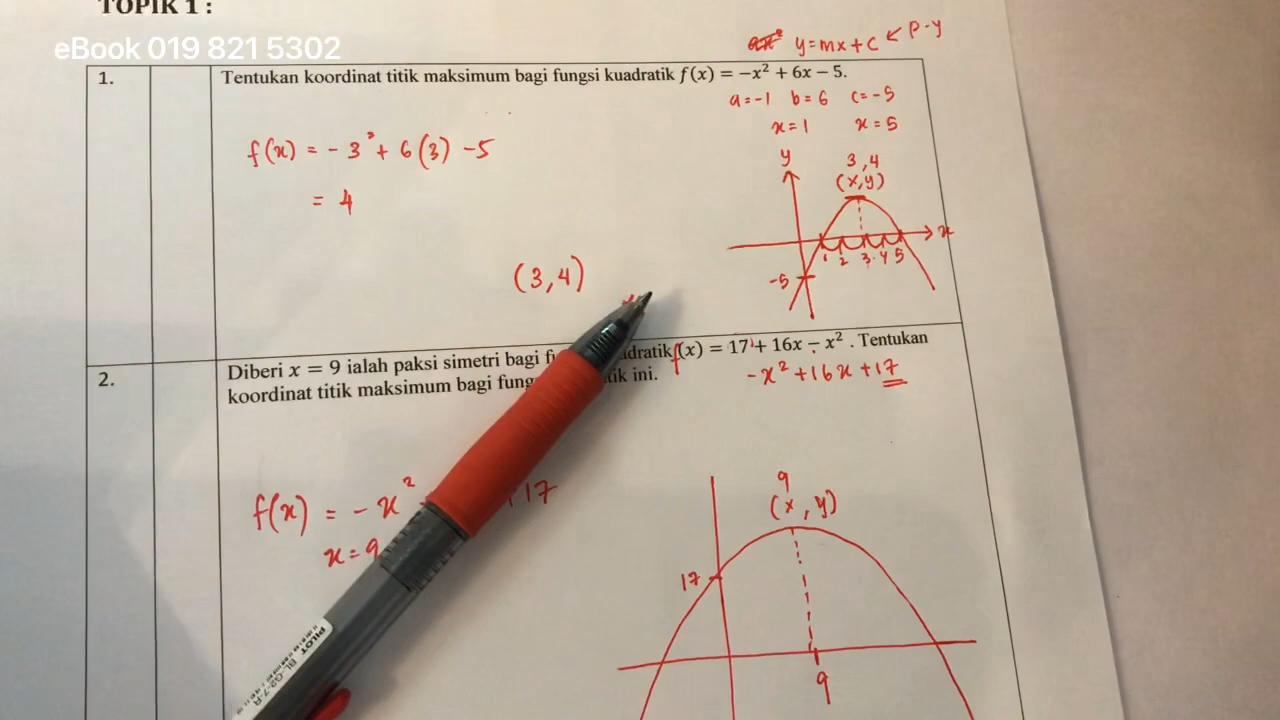 TOPIK 1 :
eBook 019 821 5302
y=mx+c ← P-y
1. Tentukan koordinat titik maksimum bagi fungsi kuadratik f(x) = −x² + 6x − 5.
a=-1 b=6 c=-5
x=1 x=5
f(x) = -3² + 6(3) -5
= 4
(3,4)
y
3,4
(x,y)
x
1 2 3 4 5
-5
2. Diberi x = 9 ialah paksi simetri bagi f(x) = 17 + 16x − x² . Tentukan
koordinat titik maksimum bagi ini.
-x² +16x +17
f(x) = -x² 17
x=9
9
(x, y)
17
9
PILOT BL-G2-7-R